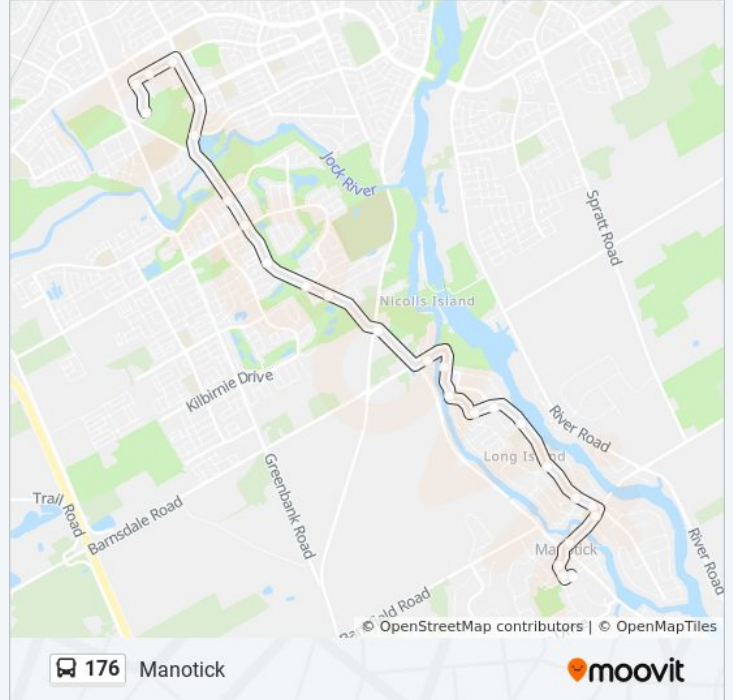 Jock River
Spratt Road
Nicolls Island
Kilbirnie Drive
River Road
Long Island
Greenbank Road
Trail Road
Barnsdale Road
Manotick
River Road
© OpenStreetMap contributors | © OpenMapTiles
176 Manotick
moovit